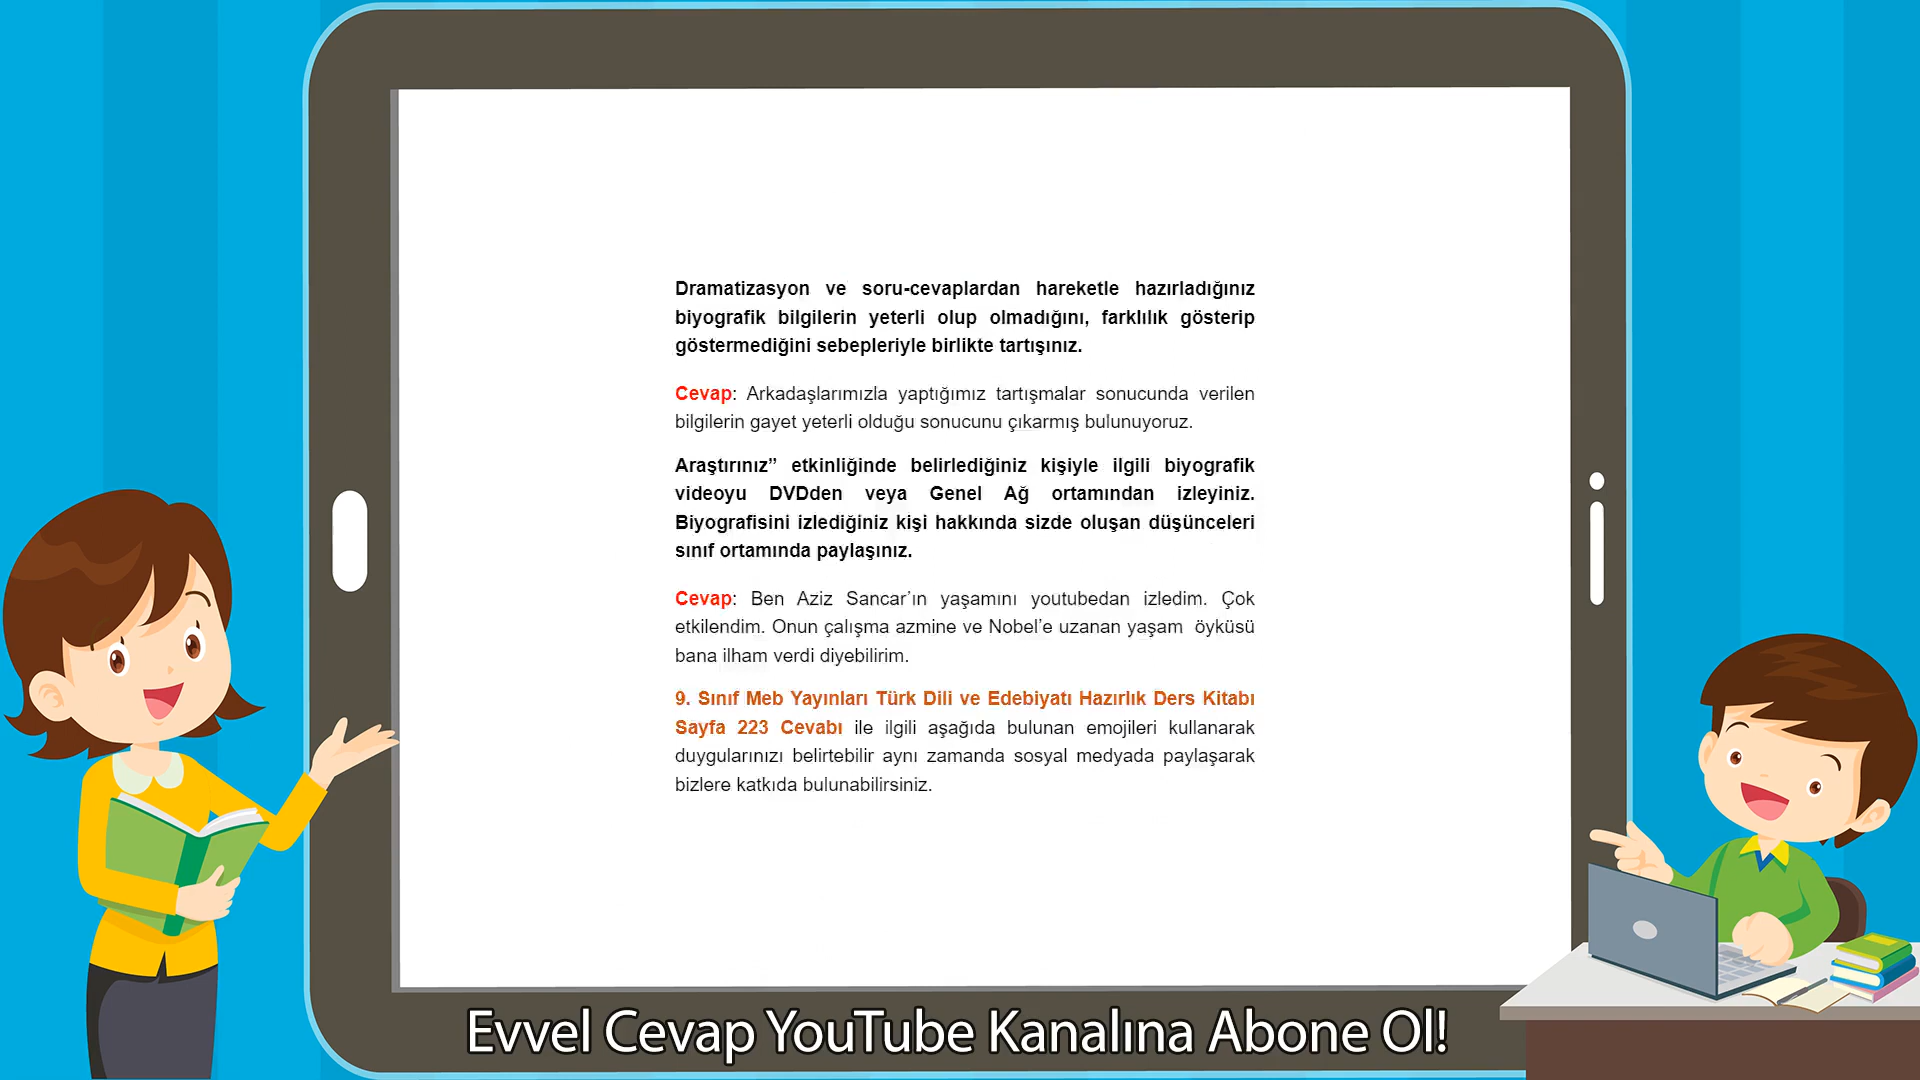 Dramatizasyon ve soru-cevaplardan hareketle hazırladığınız
biyografik bilgilerin yeterli olup olmadığını, farklılık gösterip
göstermediğini sebepleriyle birlikte tartışınız.
Cevap: Arkadaşlarımızla yaptığımız tartışmalar sonucunda verilen
bilgilerin gayet yeterli olduğu sonucunu çıkarmış bulunuyoruz.
Araştırınız” etkinliğinde belirlediğiniz kişiyle ilgili biyografik
videoyu DVDden veya Genel Ağ ortamından izleyiniz.
Biyografisini izlediğiniz kişi hakkında sizde oluşan düşünceleri
sınıf ortamında paylaşınız.
Cevap: Ben Aziz Sancar’ın yaşamını youtubedan izledim. Çok
etkilendim. Onun çalışma azmine ve Nobel’e uzanan yaşam öyküsü
bana ilham verdi diyebilirim.
9. Sınıf Meb Yayınları Türk Dili ve Edebiyatı Hazırlık Ders Kitabı
Sayfa 223 Cevabı ile ilgili aşağıda bulunan emojileri kullanarak
duygularınızı belirtebilir aynı zamanda sosyal medyada paylaşarak
bizlere katkıda bulunabilirsiniz.
Evvel Cevap YouTube Kanalına Abone Ol!